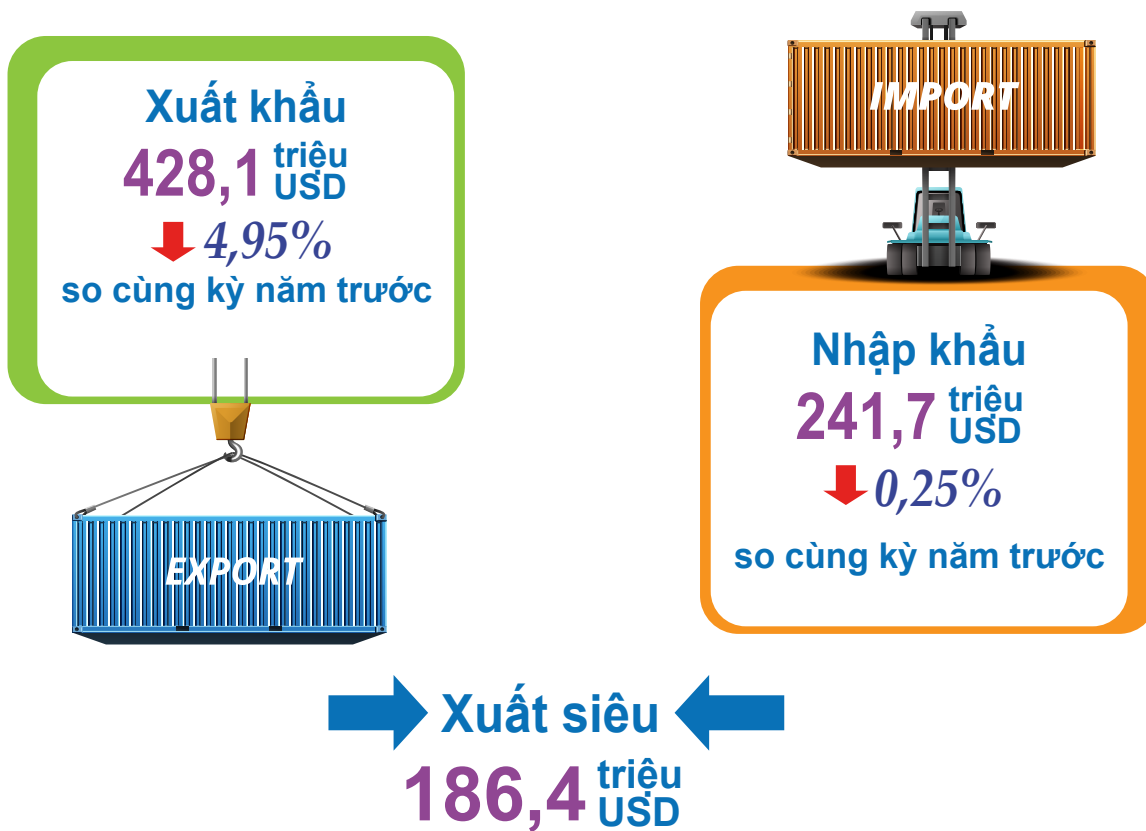 Xuất khẩu
428,1 triệu USD
4,95%
so cùng kỳ năm trước
EXPORT
IMPORT
Nhập khẩu
241,7 triệu USD
0,25%
so cùng kỳ năm trước
Xuất siêu
186,4 triệu USD